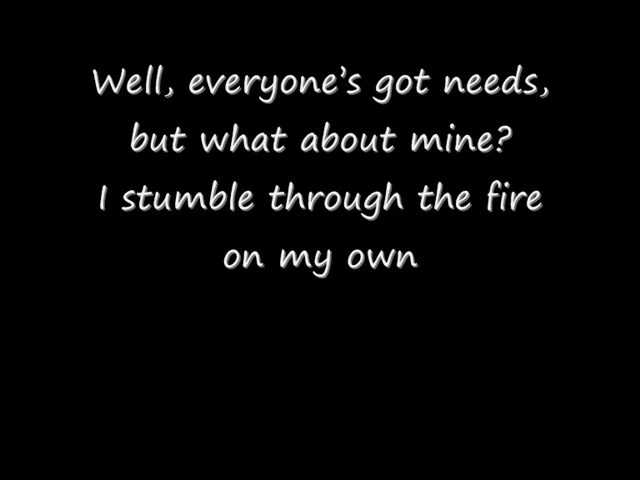 Well, everyone’s got needs,
but what about mine?
I stumble through the fire
on my own